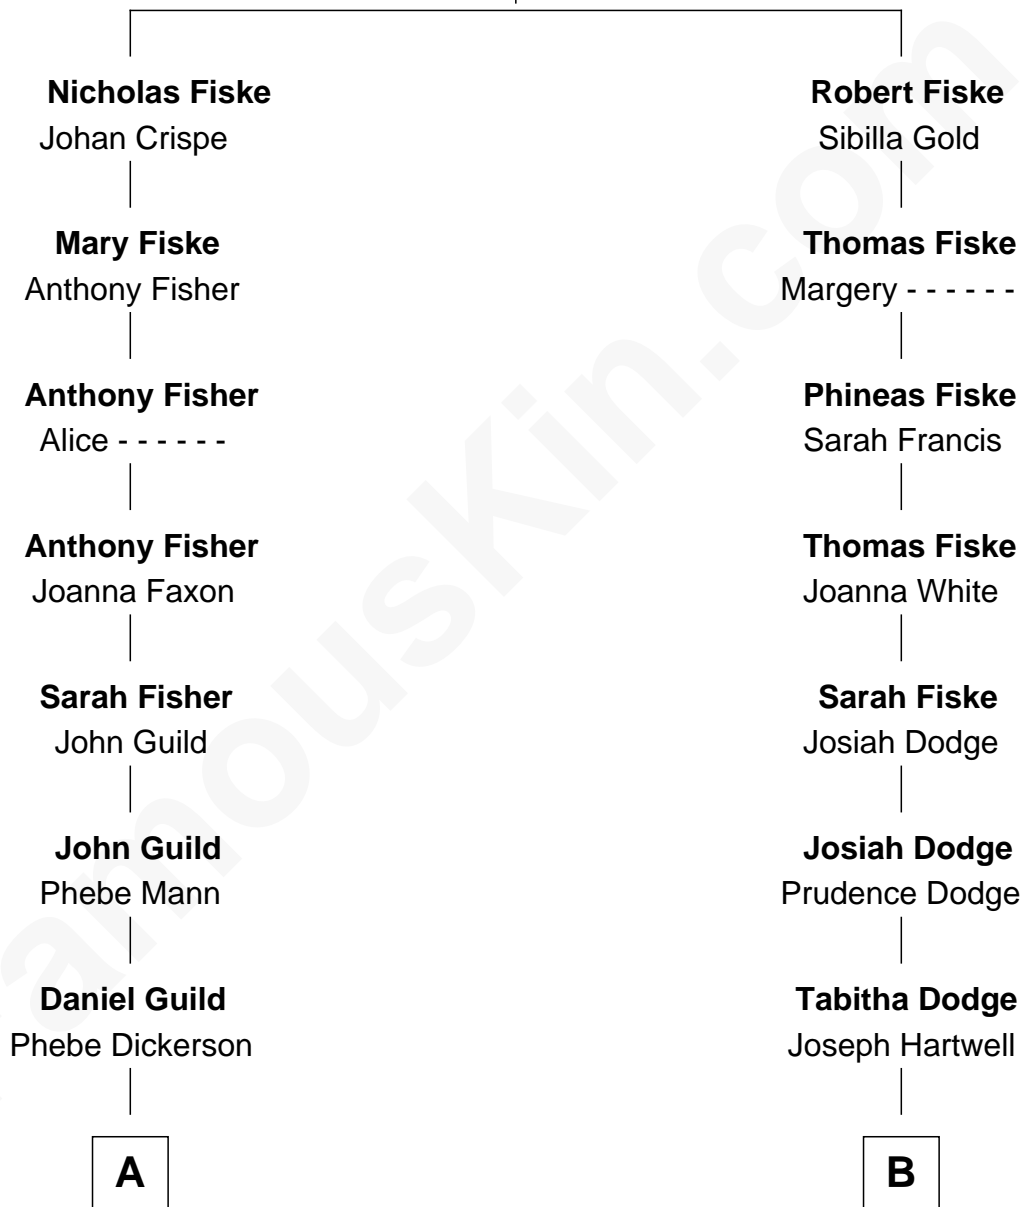 Nicholas Fiske
Johan Crispe
Robert Fiske
Sibilla Gold
Mary Fiske
Anthony Fisher
Thomas Fiske
Margery - - - - - -
Anthony Fisher
Alice - - - - - -
Phineas Fiske
Sarah Francis
Anthony Fisher
Joanna Faxon
Thomas Fiske
Joanna White
Sarah Fisher
John Guild
Sarah Fiske
Josiah Dodge
John Guild
Phebe Mann
Josiah Dodge
Prudence Dodge
Daniel Guild
Phebe Dickerson
Tabitha Dodge
Joseph Hartwell
A
B
amouskin.com